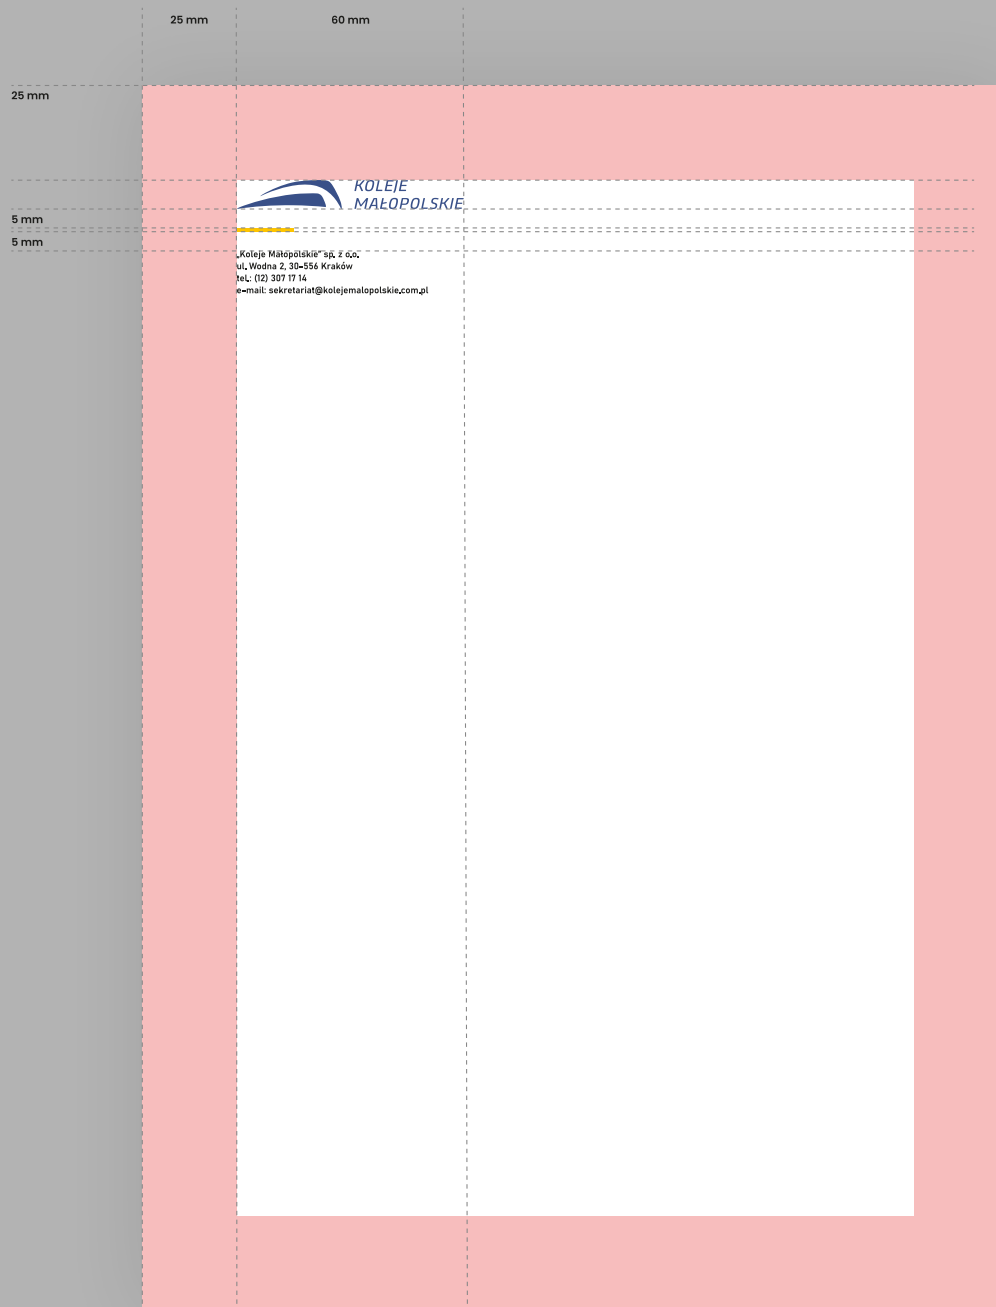 25 mm
60 mm
25 mm
KOLEJE
MAŁOPOLSKIE
5 mm
5 mm
„Koleje Małopolskie” sp. z o.o.
ul. Wodna 2, 30-556 Kraków
tel.: (12) 307 17 14
e-mail: sekretariat@kolejemalopolskie.com.pl